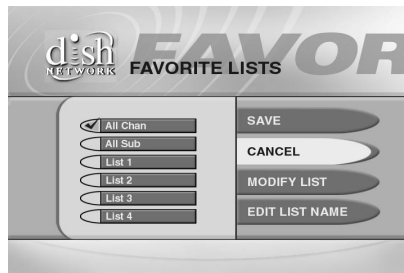 FAVOR
dish
NETWORK
FAVORITE LISTS
All Chan
All Sub
List 1
List 2
List 3
List 4
SAVE
CANCEL
MODIFY LIST
EDIT LIST NAME